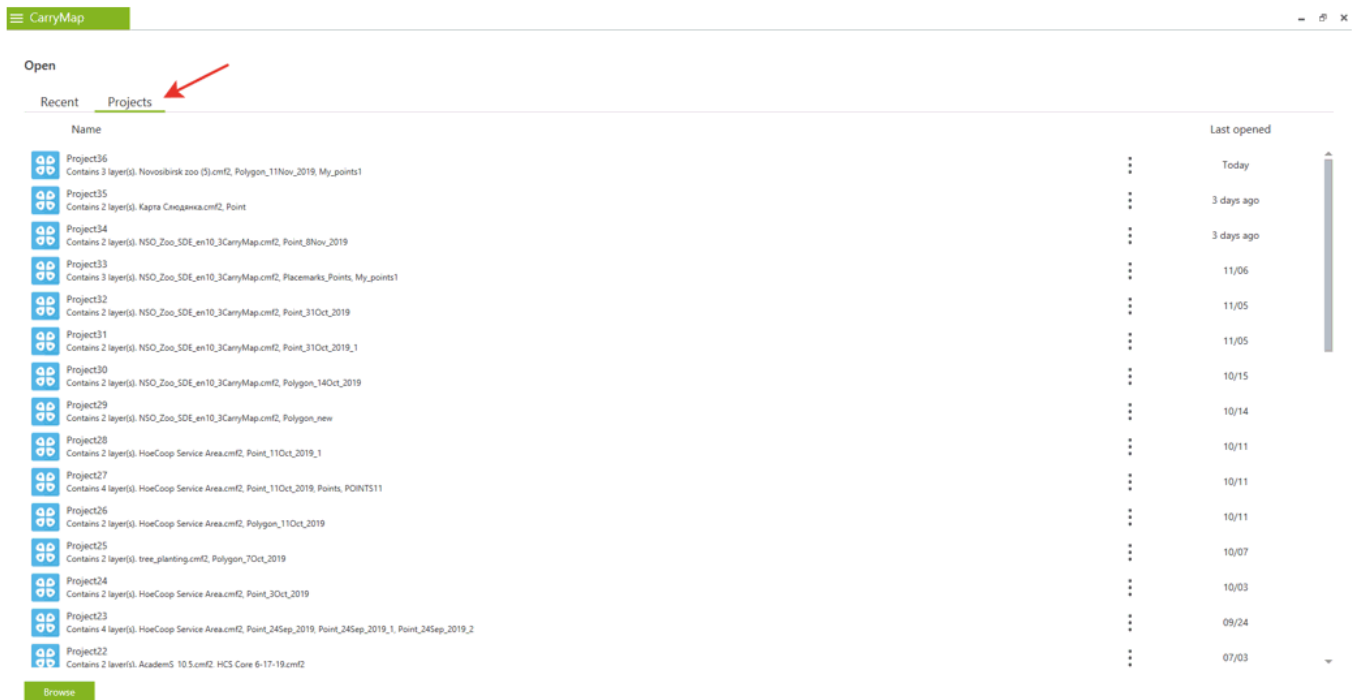 CarryMap
Open
Recent Projects
Name Last opened
Project36
Contains 3 layer(s). Novosibirsk zoo (5).cmf2, Polygon_11Nov_2019, My_points1
Today
Project35
Contains 2 layer(s). Карта Слюдянка.cmf2, Point
3 days ago
Project34
Contains 2 layer(s). NSO_Zoo_SDE_en10_3CarryMap.cmf2, Point_8Nov_2019
3 days ago
Project33
Contains 3 layer(s). NSO_Zoo_SDE_en10_3CarryMap.cmf2, Placemarks_Points, My_points1
11/06
Project32
Contains 2 layer(s). NSO_Zoo_SDE_en10_3CarryMap.cmf2, Point_31Oct_2019
11/05
Project31
Contains 2 layer(s). NSO_Zoo_SDE_en10_3CarryMap.cmf2, Point_31Oct_2019_1
11/05
Project30
Contains 2 layer(s). NSO_Zoo_SDE_en10_3CarryMap.cmf2, Polygon_14Oct_2019
10/15
Project29
Contains 2 layer(s). NSO_Zoo_SDE_en10_3CarryMap.cmf2, Polygon_new
10/14
Project28
Contains 2 layer(s). HoeCoop Service Area.cmf2, Point_11Oct_2019_1
10/11
Project27
Contains 4 layer(s). HoeCoop Service Area.cmf2, Point_11Oct_2019, Points, POINTS11
10/11
Project26
Contains 2 layer(s). HoeCoop Service Area.cmf2, Polygon_11Oct_2019
10/11
Project25
Contains 2 layer(s). tree_planting.cmf2, Polygon_7Oct_2019
10/07
Project24
Contains 2 layer(s). HoeCoop Service Area.cmf2, Point_3Oct_2019
10/03
Project23
Contains 4 layer(s). HoeCoop Service Area.cmf2, Point_24Sep_2019, Point_24Sep_2019_1, Point_24Sep_2019_2
09/24
Project22
Contains 2 layer(s). AcademS_10.5.cmf2, HCS Core 6-17-19.cmf2
07/03
Browse